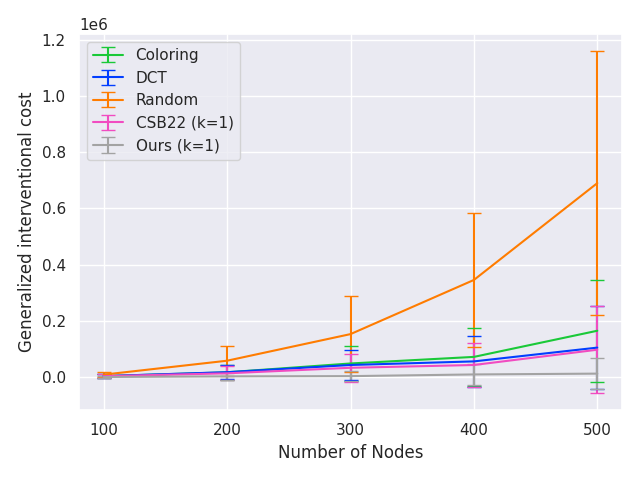 1e6
1.2
1.0
0.8
0.6
0.4
0.2
0.0
Generalized interventional cost
Coloring
DCT
Random
CSB22 (k=1)
Ours (k=1)
100 200 300 400 500
Number of Nodes